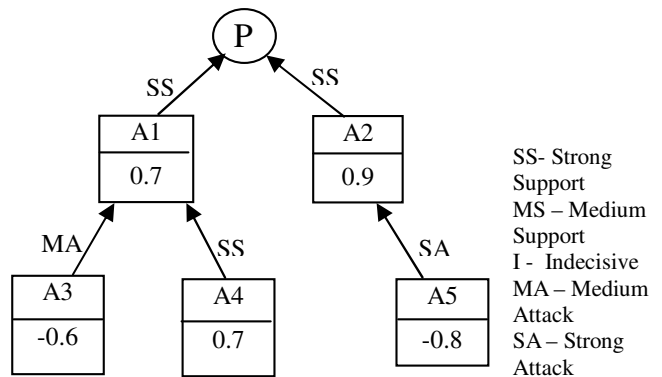 P
SS
SS
A1
0.7
A2
0.9
MA
SS
SA
A3
-0.6
A4
0.7
A5
-0.8
SS- Strong
Support
MS – Medium
Support
I - Indecisive
MA – Medium
Attack
SA – Strong
Attack